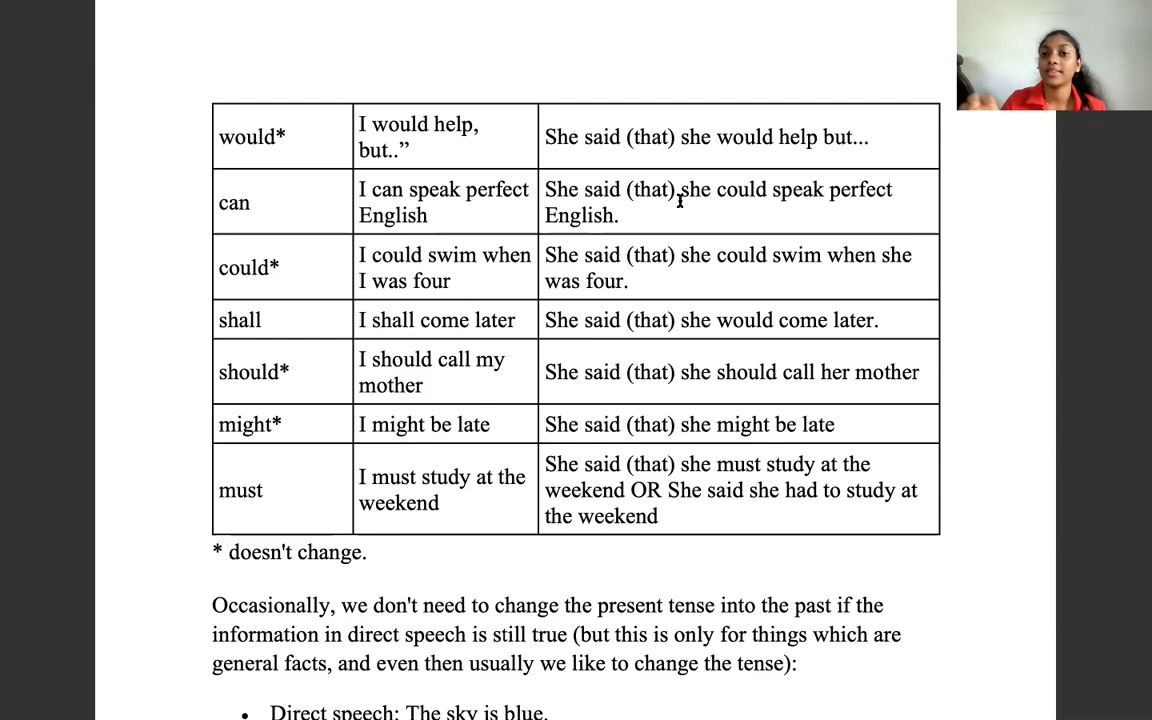 would*
I would help,
but..”
She said (that) she would help but...
can
I can speak perfect
English
She said (that) she could speak perfect
English.
could*
I could swim when
I was four
She said (that) she could swim when she
was four.
shall
I shall come later
She said (that) she would come later.
should*
I should call my
mother
She said (that) she should call her mother
might*
I might be late
She said (that) she might be late
must
I must study at the
weekend
She said (that) she must study at the
weekend OR She said she had to study at
the weekend
* doesn't change.
Occasionally, we don't need to change the present tense into the past if the
information in direct speech is still true (but this is only for things which are
general facts, and even then usually we like to change the tense):
• Direct speech: The sky is blue.